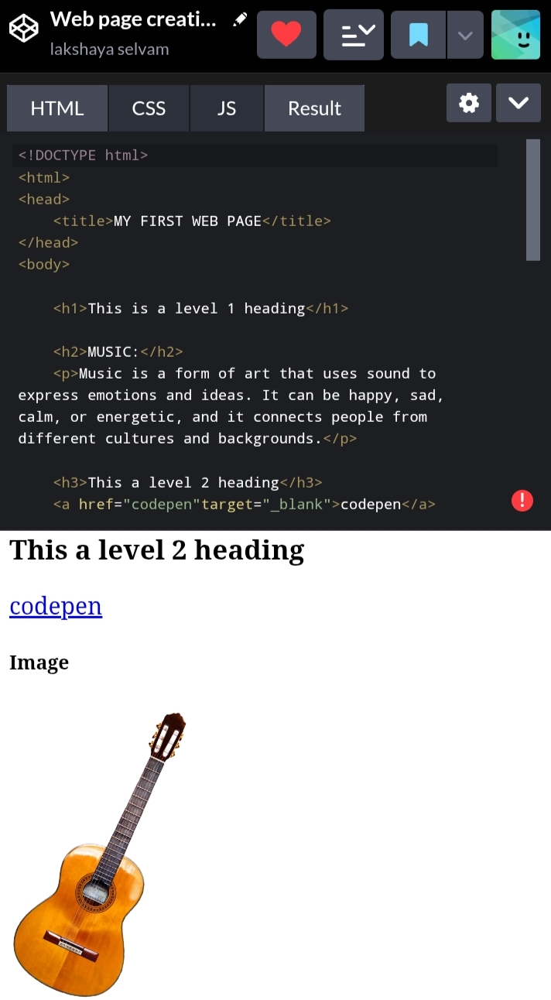 Web page creati...
lakshaya selvam
HTML CSS JS Result
<!DOCTYPE html>
<html>
<head>
<title>MY FIRST WEB PAGE</title>
</head>
<body>
<h1>This is a level 1 heading</h1>
<h2>MUSIC:</h2>
<p>Music is a form of art that uses sound to
express emotions and ideas. It can be happy, sad,
calm, or energetic, and it connects people from
different cultures and backgrounds.</p>
<h3>This a level 2 heading</h3>
<a href="codepen"target="_blank">codepen</a>
This a level 2 heading
codepen
Image